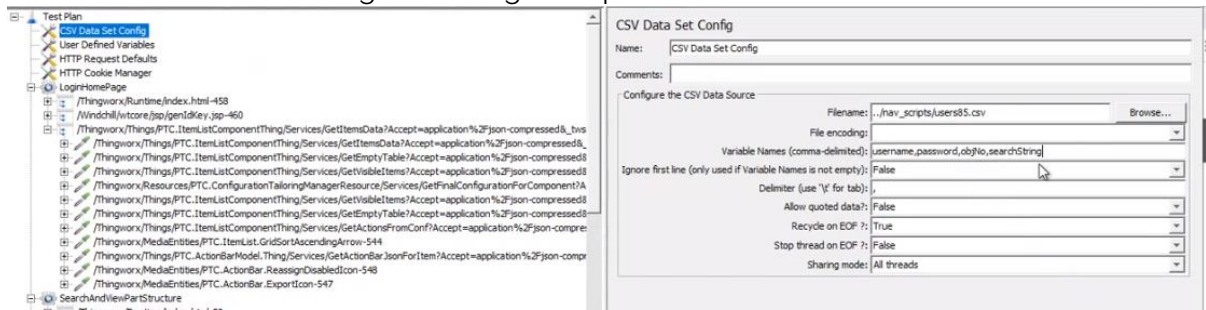 Test Plan
CSV Data Set Config
User Defined Variables
HTTP Request Defaults
HTTP Cookie Manager
LoginHomePage
/Thingworx/Runtime/index.html-458
/Windchill/wtcore/jsp/genIdKey.jsp-460
/Thingworx/Things/PTC.ItemListComponentThing/Services/GetItemsData?Accept=application%2Fjson-compressed&_tws
/Thingworx/Things/PTC.ItemListComponentThing/Services/GetItemsData?Accept=application%2Fjson-compressed&_
/Thingworx/Things/PTC.ItemListComponentThing/Services/GetEmptyTable?Accept=application%2Fjson-compressed&
/Thingworx/Things/PTC.ItemListComponentThing/Services/GetVisibleItems?Accept=application%2Fjson-compressed&
/Thingworx/Resources/PTC.ConfigurationTailoringManagerResource/Services/GetFinalConfigurationForComponent?A
/Thingworx/Things/PTC.ItemListComponentThing/Services/GetVisibleItems?Accept=application%2Fjson-compressed&
/Thingworx/Things/PTC.ItemListComponentThing/Services/GetEmptyTable?Accept=application%2Fjson-compressed&
/Thingworx/Things/PTC.ItemListComponentThing/Services/GetActionsFromConf?Accept=application%2Fjson-compre
/Thingworx/MediaEntities/PTC.ItemList.GridSortAscendingArrow-544
/Thingworx/Things/PTC.ActionBarModel.Thing/Services/GetActionBarJsonForItem?Accept=application%2Fjson-compr
/Thingworx/MediaEntities/PTC.ActionBar.ReassignDisabledIcon-548
/Thingworx/MediaEntities/PTC.ActionBar.ExportIcon-547
SearchAndViewPartStructure
CSV Data Set Config
Name: CSV Data Set Config
Comments:
Configure the CSV Data Source
Filename: ../nav_scripts/users85.csv Browse...
File encoding:
Variable Names (comma-delimited): username,password,objNo,searchString
Ignore first line (only used if Variable Names is not empty): False
Delimiter (use '\t' for tab): ,
Allow quoted data?: False
Recycle on EOF ?: True
Stop thread on EOF ?: False
Sharing mode: All threads